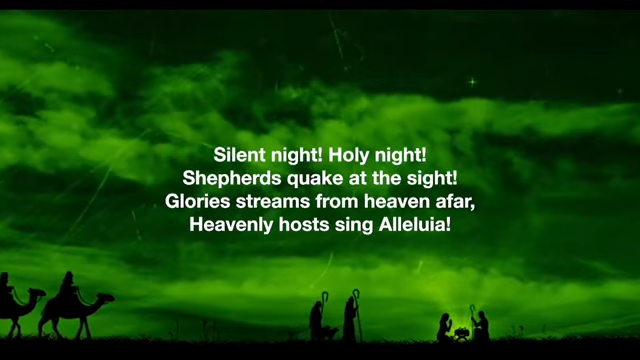 Silent night! Holy night!
Shepherds quake at the sight!
Glories streams from heaven afar,
Heavenly hosts sing Alleluia!